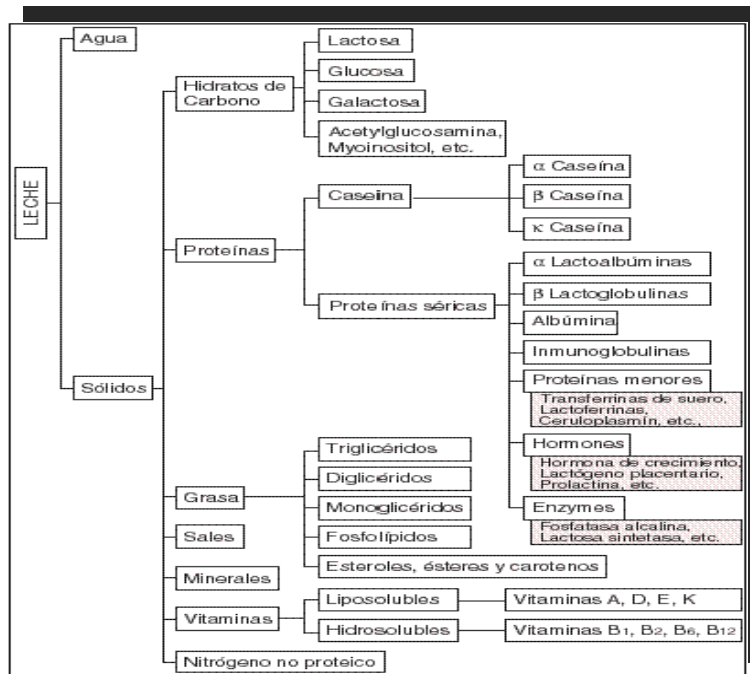 LECHE
Agua
Sólidos
Hidratos de
Carbono
Lactosa
Glucosa
Galactosa
Acetylglucosamina,
Myoinositol, etc.
Proteínas
Caseiina
α Caseína
β Caseína
κ Caseína
Proteínas séricas
α Lactoalbúminas
β Lactoglobulinas
Albúmina
Inmunoglobulinas
Proteínas menores
Transferrinas de suero,
Lactoferrinas,
Ceruloplasmín, etc.,
Hormones
Hormona de crecimiento,
Lactógeno placentario,
Prolactina, etc.
Enzymes
Fosfatasa alcalina,
Lactosa sintetasa, etc.
Grasa
Triglicéridos
Diglicéridos
Monoglicéridos
Fosfolípidos
Esteroles, ésteres y carotenos
Sales
Minerales
Vitaminas
Liposolubles
Vitaminas A, D, E, K
Hidrosolubles
Vitaminas B1, B2, B6, B12
Nitrógeno no proteico